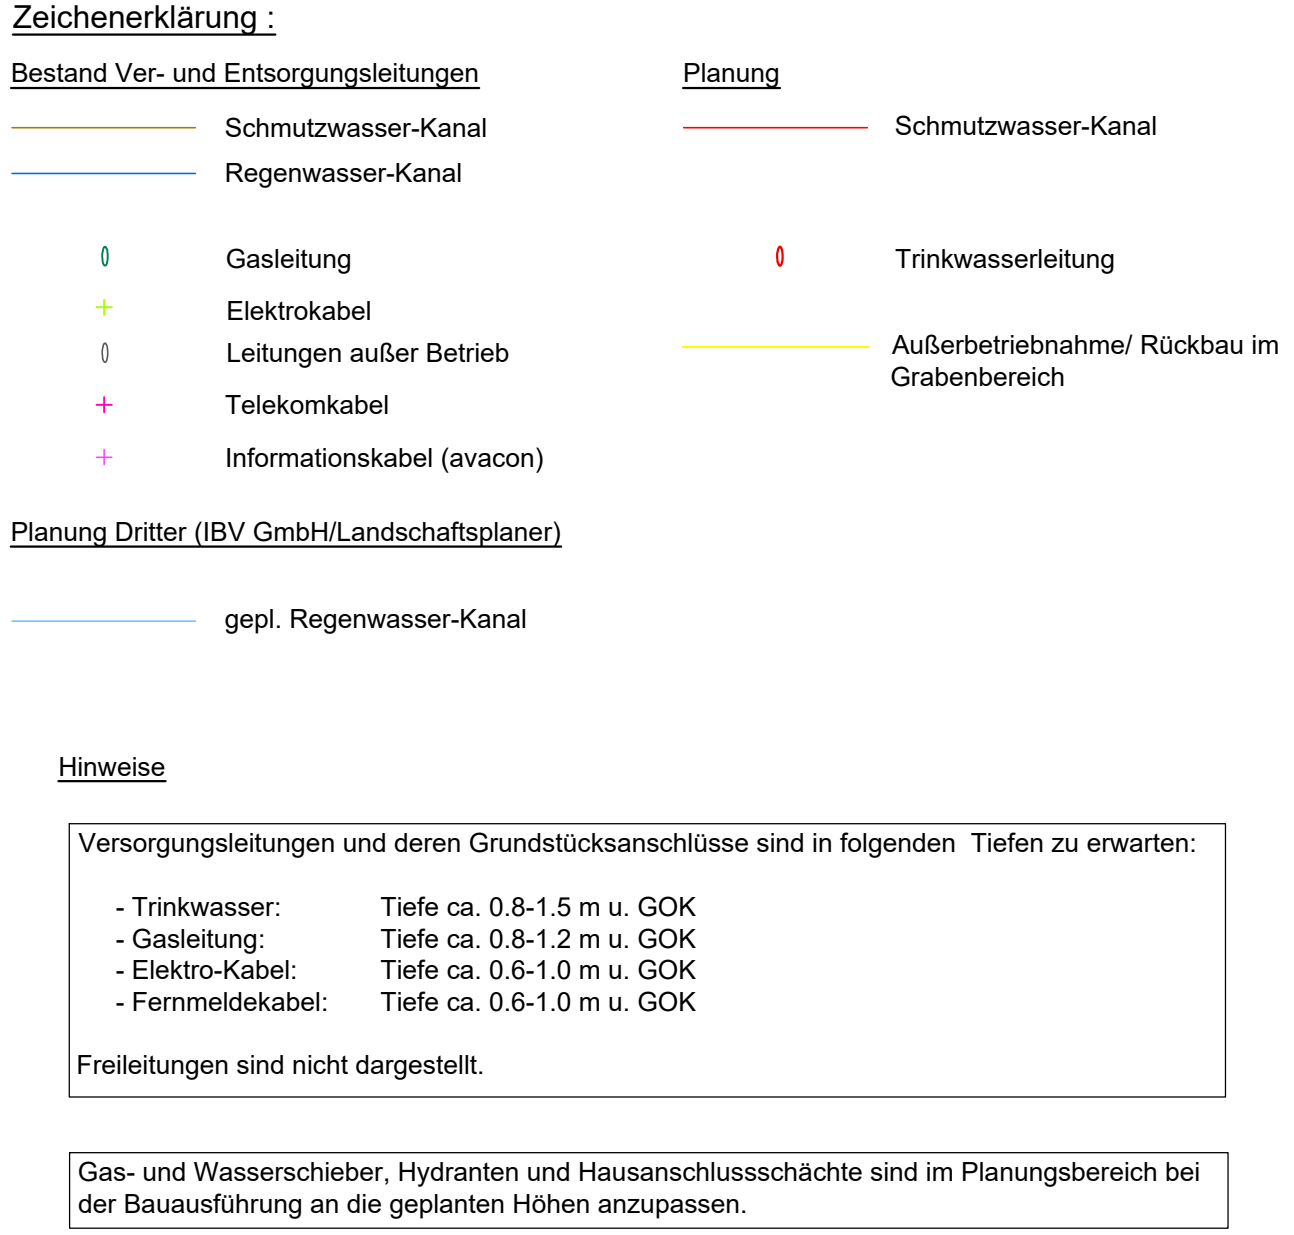 Zeichenerklärung :
Bestand Ver- und Entsorgungsleitungen
Schmutzwasser-Kanal
Regenwasser-Kanal
Gasleitung
Elektrokabel
Leitungen außer Betrieb
Telekomkabel
Informationskabel (avacon)
Planung
Schmutzwasser-Kanal
Trinkwasserleitung
Außerbetriebnahme/ Rückbau im
Grabenbereich
Planung Dritter (IBV GmbH/Landschaftsplaner)
gepl. Regenwasser-Kanal
Hinweise
Versorgungsleitungen und deren Grundstücksanschlüsse sind in folgenden Tiefen zu erwarten:
- Trinkwasser: Tiefe ca. 0.8-1.5 m u. GOK
- Gasleitung: Tiefe ca. 0.8-1.2 m u. GOK
- Elektro-Kabel: Tiefe ca. 0.6-1.0 m u. GOK
- Fernmeldekabel: Tiefe ca. 0.6-1.0 m u. GOK
Freileitungen sind nicht dargestellt.
Gas- und Wasserschieber, Hydranten und Hausanschlussschächte sind im Planungsbereich bei
der Bauausführung an die geplanten Höhen anzupassen.